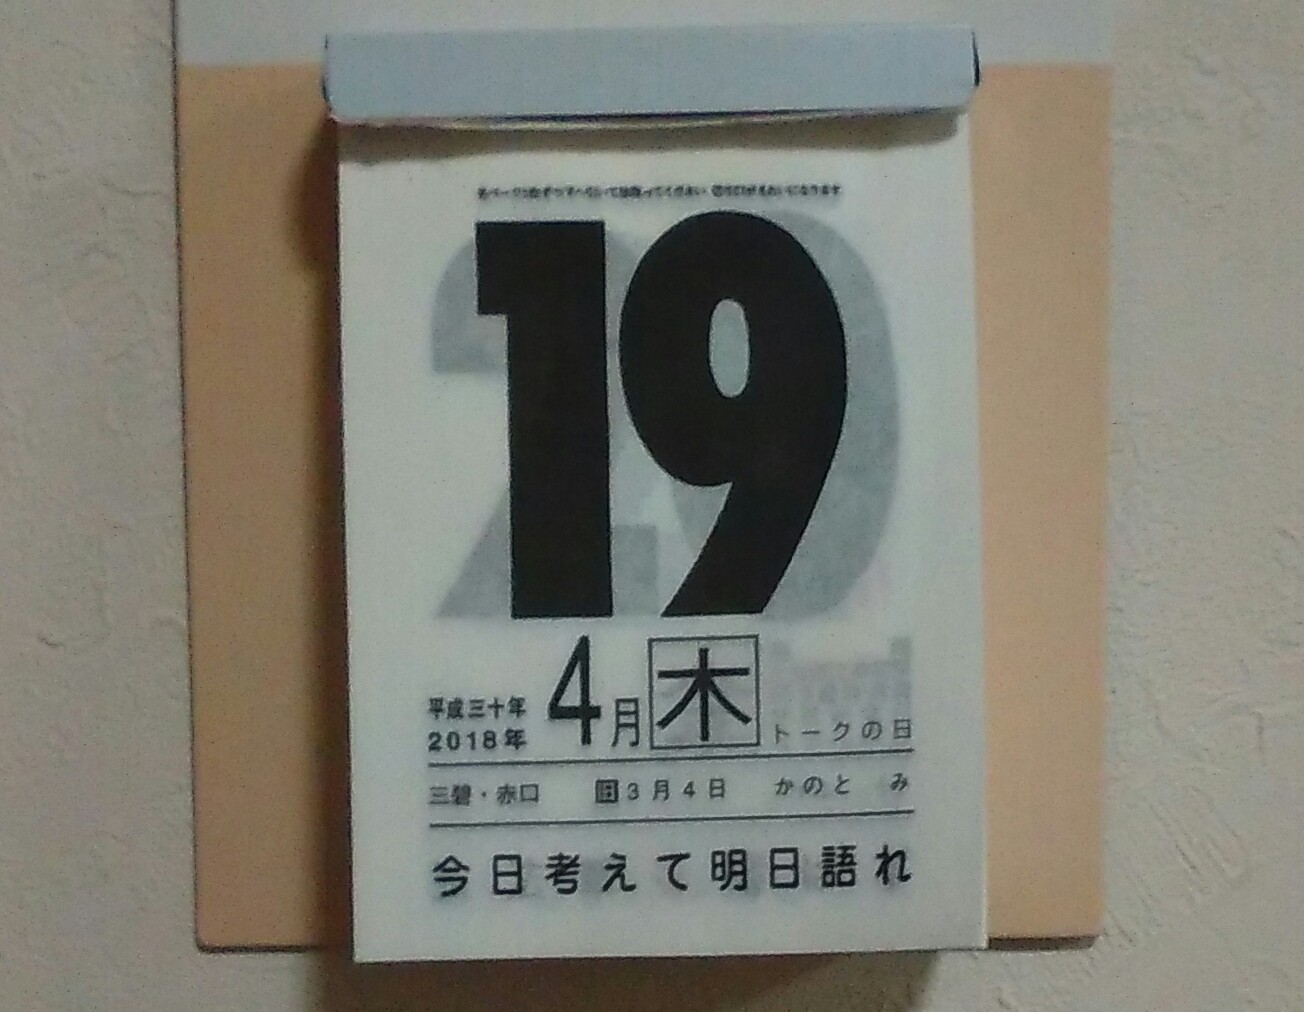 19
平成三十年
2018年
4月 木 トークの日
三碧・赤口 旧3月4日 かのと み
今日考えて明日語れ